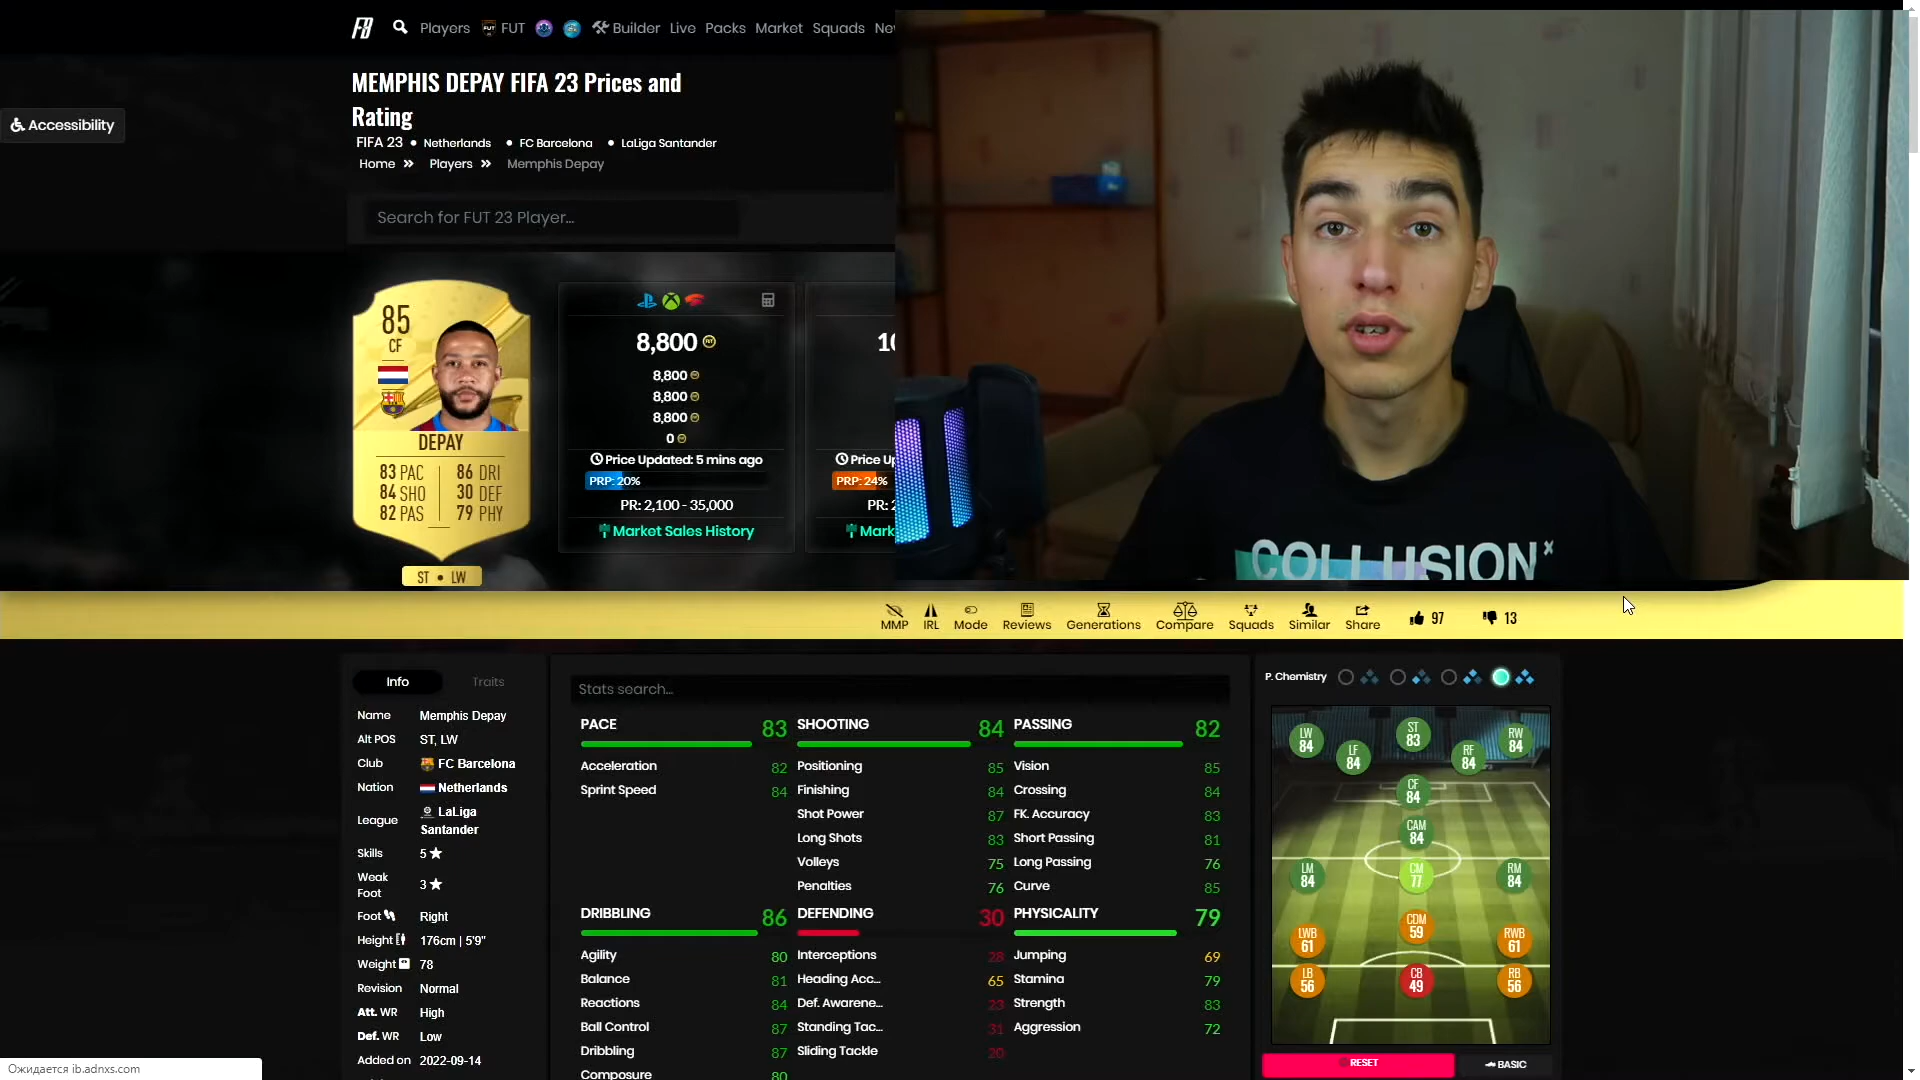 Players FUT Builder Live Packs Market Squads Ne
MEMPHIS DEPAY FIFA 23 Prices and
Rating
Accessibility
FIFA 23 • Netherlands • FC Barcelona • LaLiga Santander
Home » Players » Memphis Depay
Search for FUT 23 Player...
85
CF
DEPAY
83 PAC 86 DRI
84 SHO 30 DEF
82 PAS 79 PHY
ST • LW
8,800
8,800
8,800
8,800
0
Price Updated: 5 mins ago
PRP: 20%
PR: 2,100 - 35,000
Market Sales History
10
Price Up
PRP: 24%
PR: 2
Mark
COLLUSION x
MMP IRL Mode Reviews Generations Compare Squads Similar Share 97 13
Info Traits
Name Memphis Depay
Alt POS ST, LW
Club FC Barcelona
Nation Netherlands
League LaLiga
Santander
Skills 5★
Weak
Foot 3★
Foot Right
Height 176cm | 5'9"
Weight 78
Revision Normal
Att. WR High
Def. WR Low
Added on 2022-09-14
Stats search...
PACE 83
Acceleration 82
Sprint Speed 84
SHOOTING 84
Positioning 85
Finishing 84
Shot Power 87
Long Shots 83
Volleys 75
Penalties 76
PASSING 82
Vision 85
Crossing 84
FK. Accuracy 83
Short Passing 81
Long Passing 76
Curve 85
DRIBBLING 86
Agility 80
Balance 81
Reactions 84
Ball Control 87
Dribbling 87
Composure 80
DEFENDING 30
Interceptions 28
Heading Acc... 65
Def. Awarene... 23
Standing Tac... 31
Sliding Tackle 20
PHYSICALITY 79
Jumping 69
Stamina 79
Strength 83
Aggression 72
P. Chemistry
LW 84
ST 83
RW 84
LF 84
RF 84
CF 84
CAM 84
LM 84
CM 77
RM 84
LWB 61
CDM 59
RWB 61
LB 56
CB 49
RB 56
RESET BASIC
Ожидается ib.adnxs.com